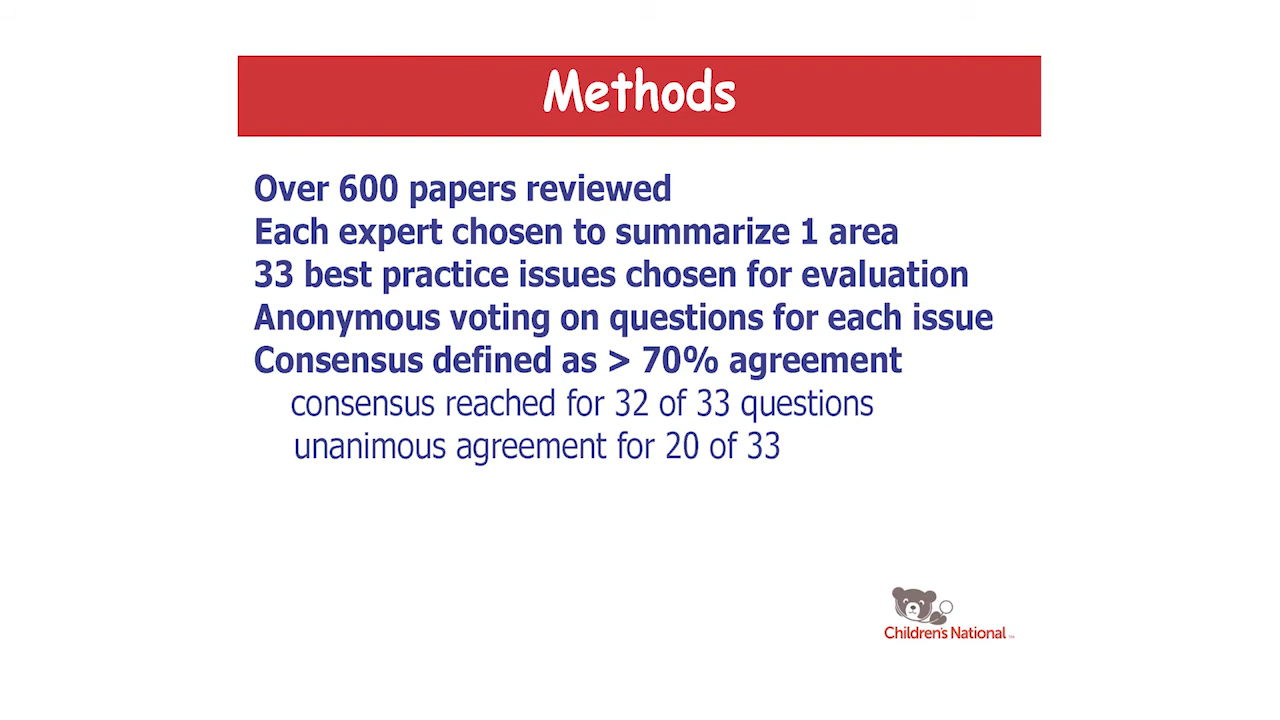 Methods
Over 600 papers reviewed
Each expert chosen to summarize 1 area
33 best practice issues chosen for evaluation
Anonymous voting on questions for each issue
Consensus defined as > 70% agreement
consensus reached for 32 of 33 questions
unanimous agreement for 20 of 33
Children's National